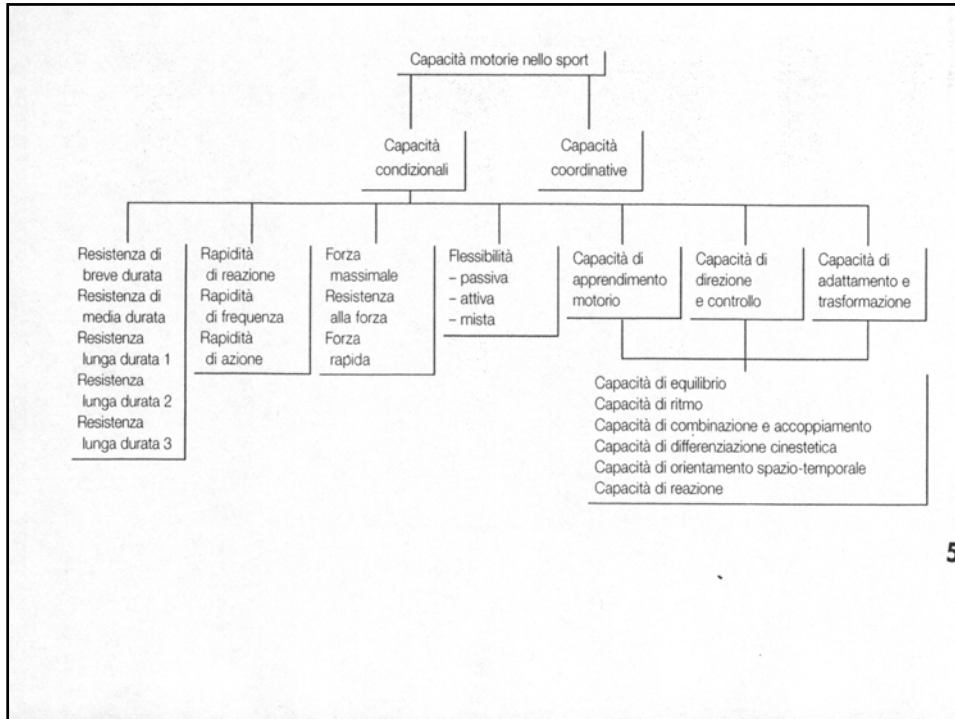 Capacità motorie nello sport
Capacità
condizionali
Capacità
coordinative
Resistenza di
breve durata
Resistenza di
media durata
Resistenza
lunga durata 1
Resistenza
lunga durata 2
Resistenza
lunga durata 3
Rapidità
di reazione
Rapidità
di frequenza
Rapidità
di azione
Forza
massimale
Resistenza
alla forza
Forza
rapida
Flessibilità
– passiva
– attiva
– mista
Capacità di
apprendimento
motorio
Capacità di
direzione
e controllo
Capacità di
adattamento e
trasformazione
Capacità di equilibrio
Capacità di ritmo
Capacità di combinazione e accoppiamento
Capacità di differenziazione cinestetica
Capacità di orientamento spazio-temporale
Capacità di reazione
5